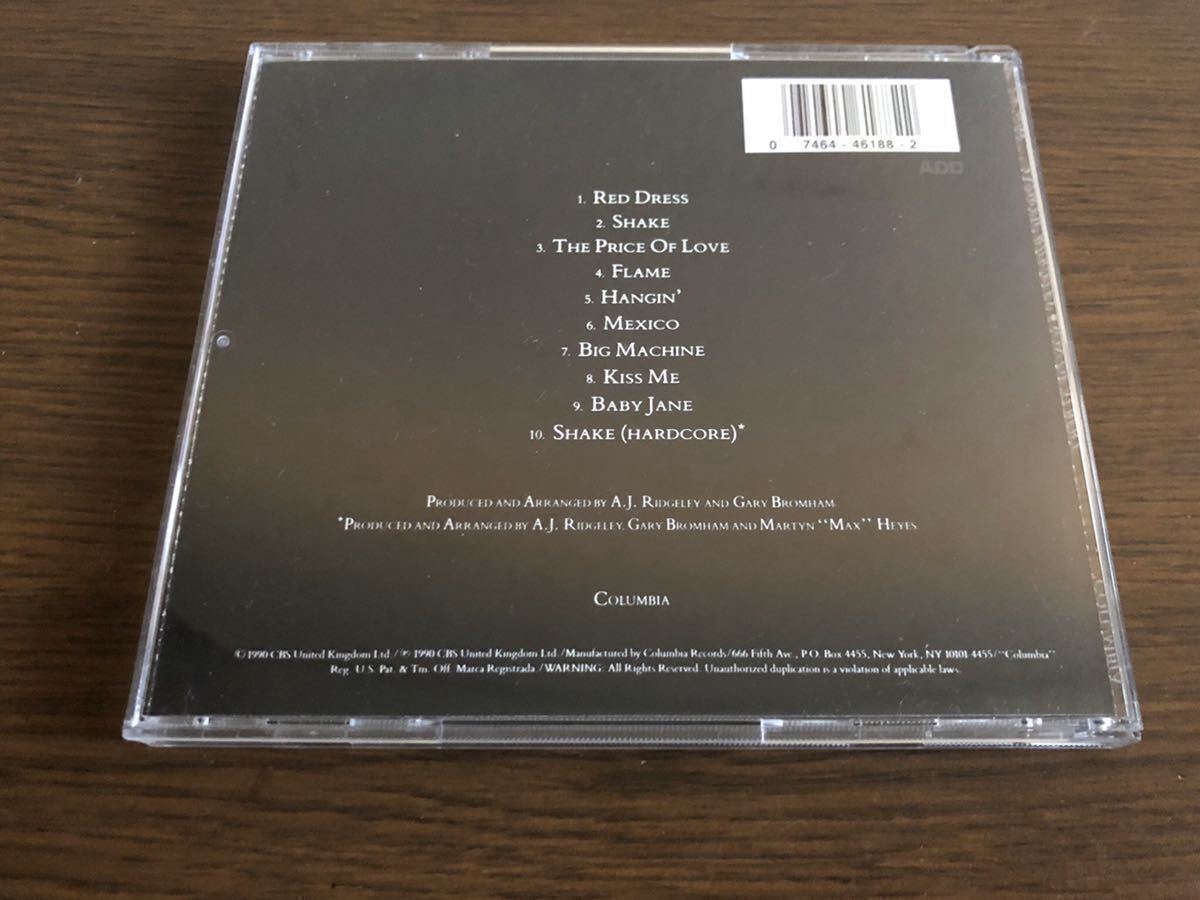 0 7464-46188-2
ADD
1. RED DRESS
2. SHAKE
3. THE PRICE OF LOVE
4. FLAME
5. HANGIN'
6. MEXICO
7. BIG MACHINE
8. KISS ME
9. BABY JANE
10. SHAKE (HARDCORE)*
PRODUCED AND ARRANGED BY A.J. RIDGELEY AND GARY BROMHAM.
*PRODUCED AND ARRANGED BY A.J. RIDGELEY, GARY BROMHAM AND MARTYN "MAX" HEYES.
COLUMBIA
© 1990 CBS United Kingdom Ltd./℗ 1990 CBS United Kingdom Ltd./Manufactured by Columbia Records/666 Fifth Ave., P.O. Box 4455, New York, NY 10101-4455/"Columbia"
Reg. U.S. Pat. & Tm. Off. Marca Registrada./WARNING: All Rights Reserved. Unauthorized duplication is a violation of applicable laws.